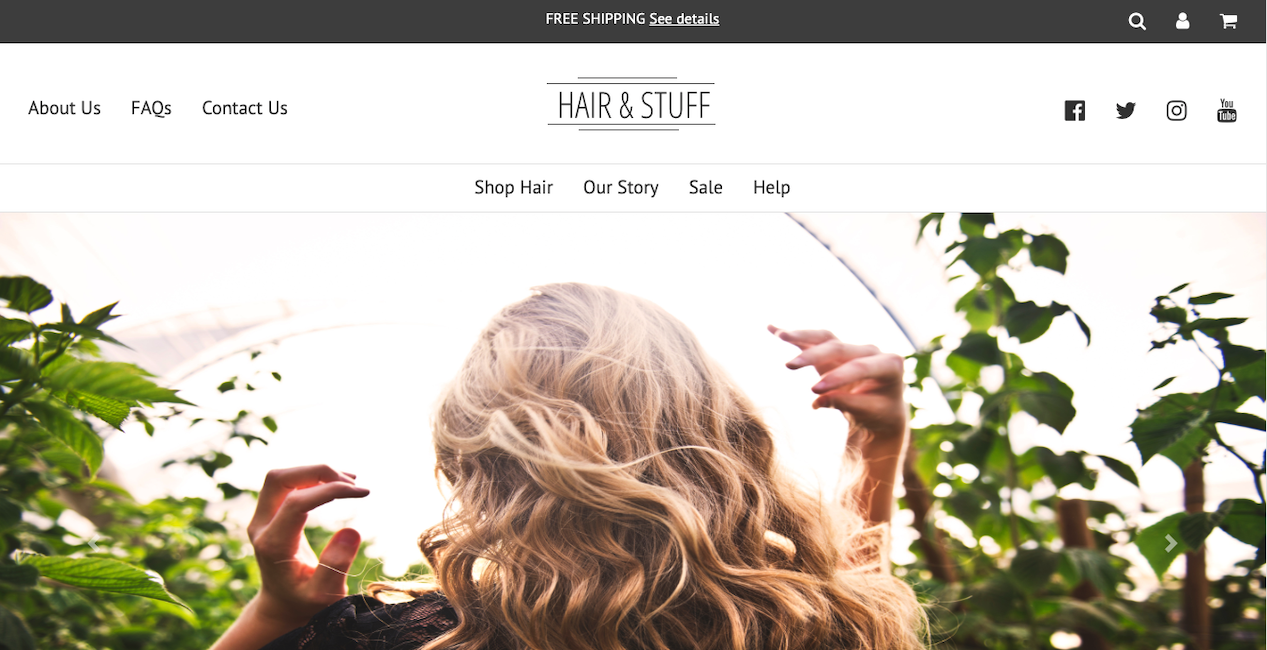 FREE SHIPPING See details
About Us FAQs Contact Us
HAIR & STUFF
You
Tube
Shop Hair Our Story Sale Help